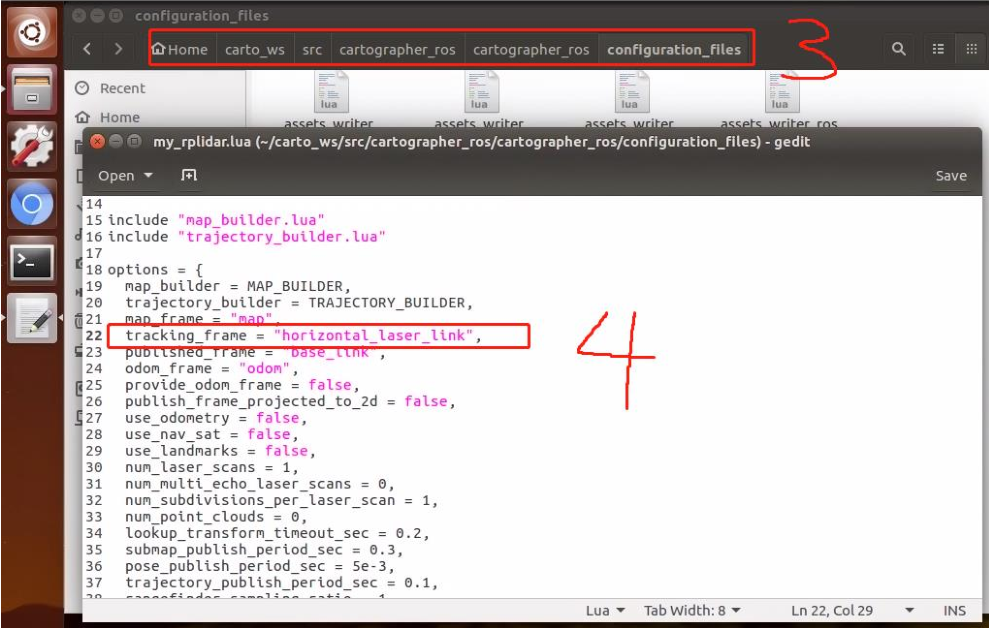 configuration_files
Home carto_ws src cartographer_ros cartographer_ros configuration_files
3
Recent
Home
lua lua lua lua
assets_writer assets_writer assets_writer assets_writer_ros
my_rplidar.lua (~/carto_ws/src/cartographer_ros/cartographer_ros/configuration_files) - gedit
Open Save
14
15 include "map_builder.lua"
16 include "trajectory_builder.lua"
17
18 options = {
19 map_builder = MAP_BUILDER,
20 trajectory_builder = TRAJECTORY_BUILDER,
21 map_frame = "map",
22 tracking_frame = "horizontal_laser_link",
23 published_frame = "base_link",
4
24 odom_frame = "odom",
25 provide_odom_frame = false,
26 publish_frame_projected_to_2d = false,
27 use_odometry = false,
28 use_nav_sat = false,
29 use_landmarks = false,
30 num_laser_scans = 1,
31 num_multi_echo_laser_scans = 0,
32 num_subdivisions_per_laser_scan = 1,
33 num_point_clouds = 0,
34 lookup_transform_timeout_sec = 0.2,
35 submap_publish_period_sec = 0.3,
36 pose_publish_period_sec = 5e-3,
37 trajectory_publish_period_sec = 0.1,
Lua Tab Width: 8 Ln 22, Col 29 INS